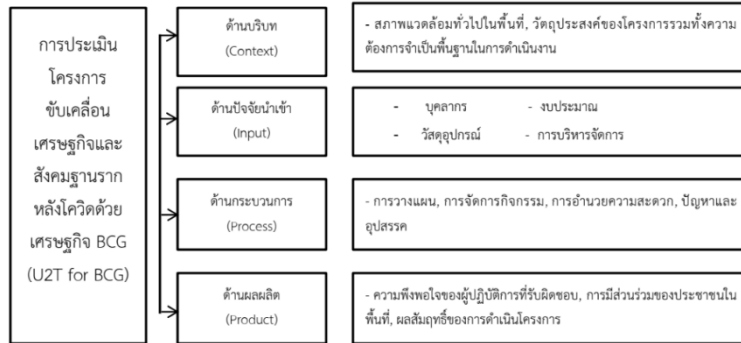 การประเมิน
โครงการ
ขับเคลื่อน
เศรษฐกิจและ
สังคมฐานราก
หลังโควิดด้วย
เศรษฐกิจ BCG
(U2T for BCG)
ด้านบริบท
(Context)
- สภาพแวดล้อมทั่วไปในพื้นที่, วัตถุประสงค์ของโครงการรวมทั้งความ
ต้องการจำเป็นพื้นฐานในการดำเนินงาน
ด้านปัจจัยนำเข้า
(Input)
- บุคลากร - งบประมาณ
- วัสดุอุปกรณ์ - การบริหารจัดการ
ด้านกระบวนการ
(Process)
- การวางแผน, การจัดการกิจกรรม, การอำนวยความสะดวก, ปัญหาและ
อุปสรรค
ด้านผลผลิต
(Product)
- ความพึงพอใจของผู้ปฏิบัติการที่รับผิดชอบ, การมีส่วนร่วมของประชาชนใน
พื้นที่, ผลสัมฤทธิ์ของการดำเนินโครงการ